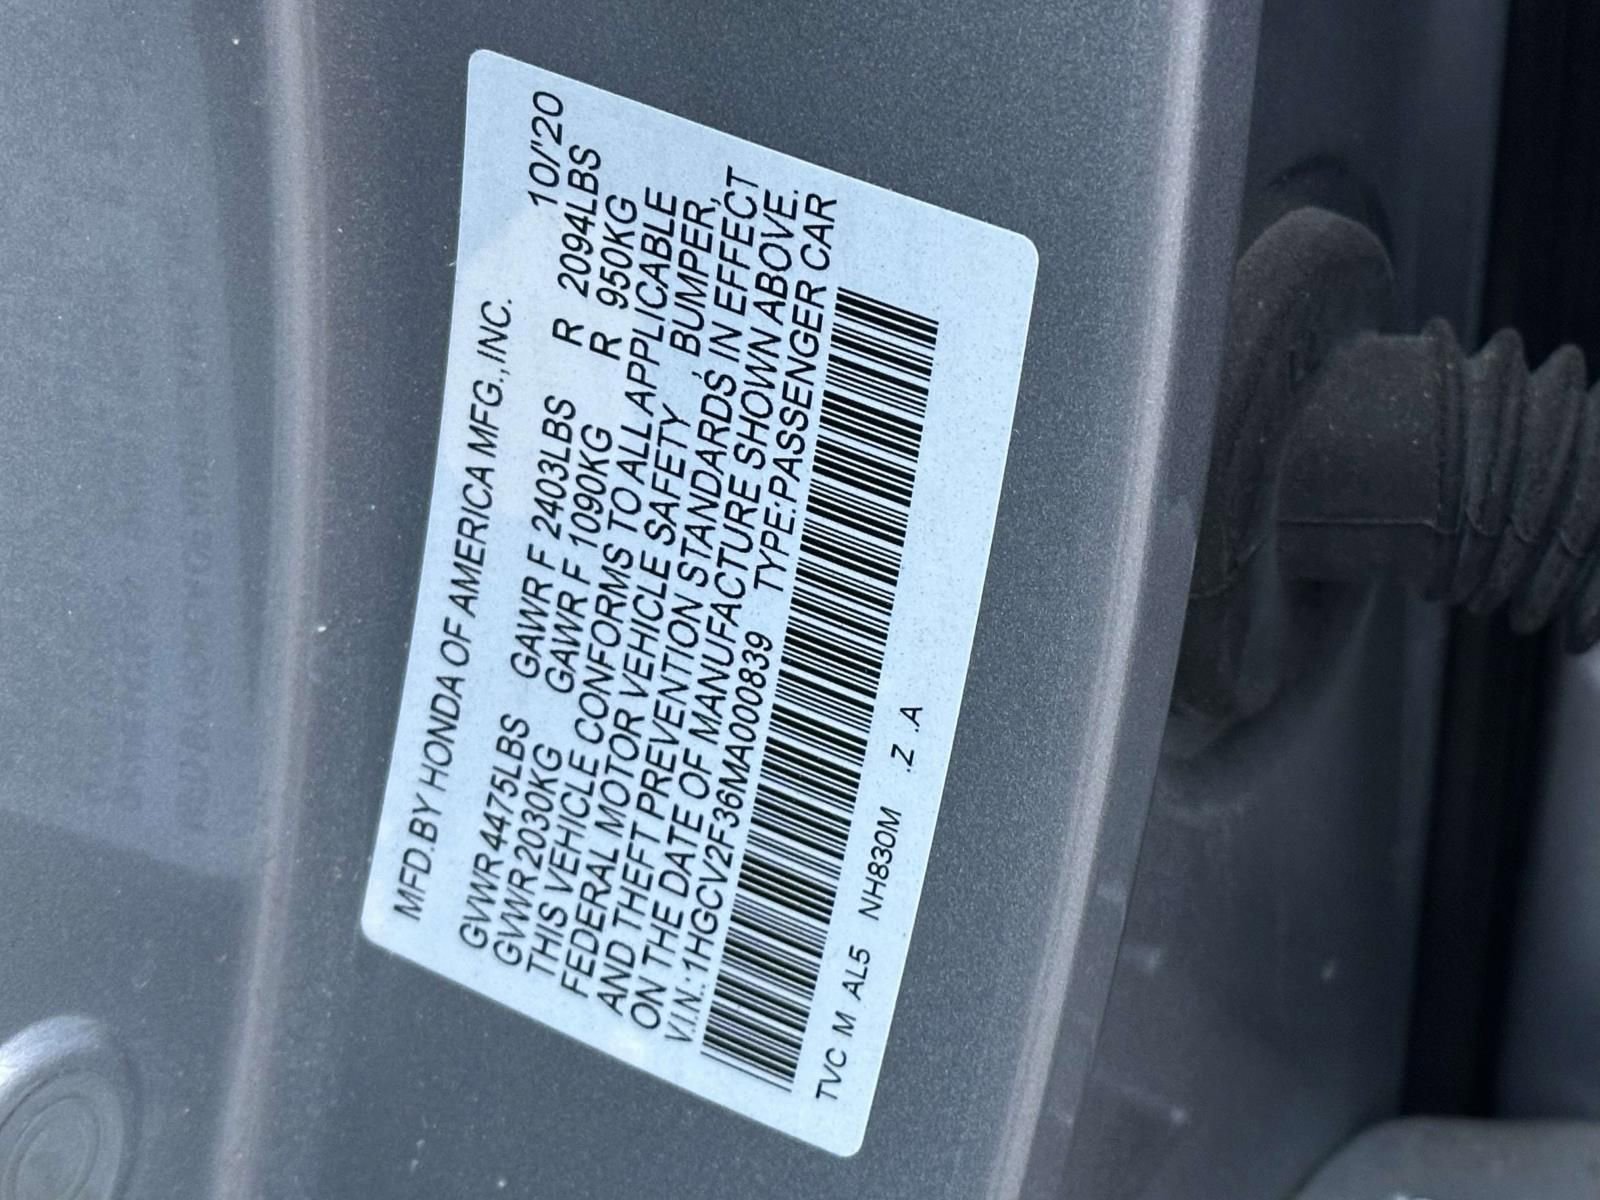 MFD.BY HONDA OF AMERICA MFG.,INC. 10/'20
GVWR 4475LBS GAWR F 2403LBS R 2094LBS
GVWR2030KG GAWR F 1090KG R 950KG
THIS VEHICLE CONFORMS TO ALL APPLICABLE
FEDERAL MOTOR VEHICLE SAFETY , BUMPER,
AND THEFT PREVENTION STANDARDS IN EFFECT
ON THE DATE OF MANUFACTURE SHOWN ABOVE.
V.I.N.:1HGCV2F36MA000839 TYPE:PASSENGER CAR
TVC M AL5 NH830M .Z .A